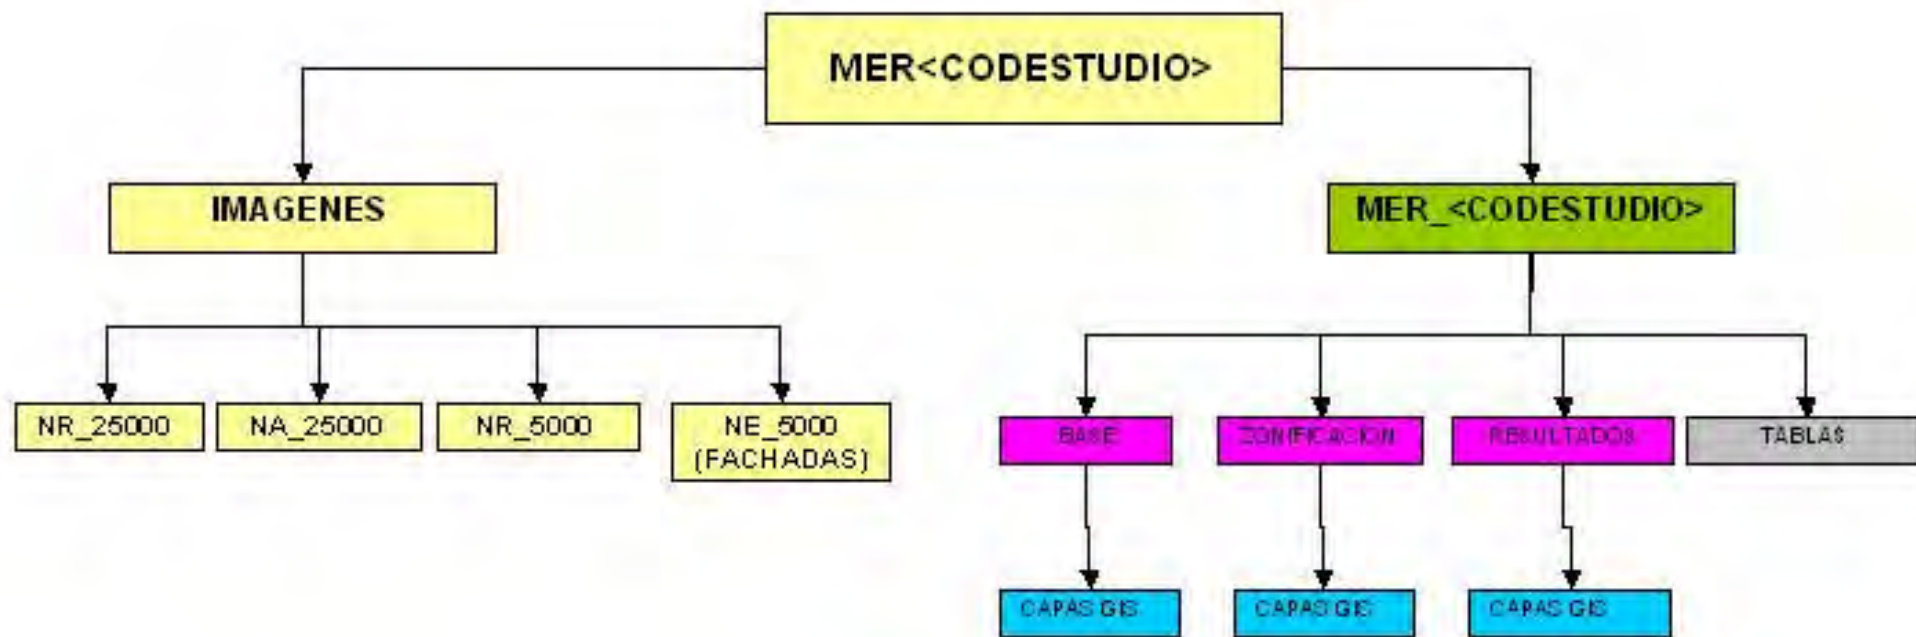 MER<CODESTUDIO>
IMAGENES
MER_<CODESTUDIO>
NR_25000
NA_25000
NR_5000
NE_5000
(FACHADAS)
BASE
ZONIFICACION
RESULTADOS
TABLAS
CAPAS GIS
CAPAS GIS
CAPAS GIS